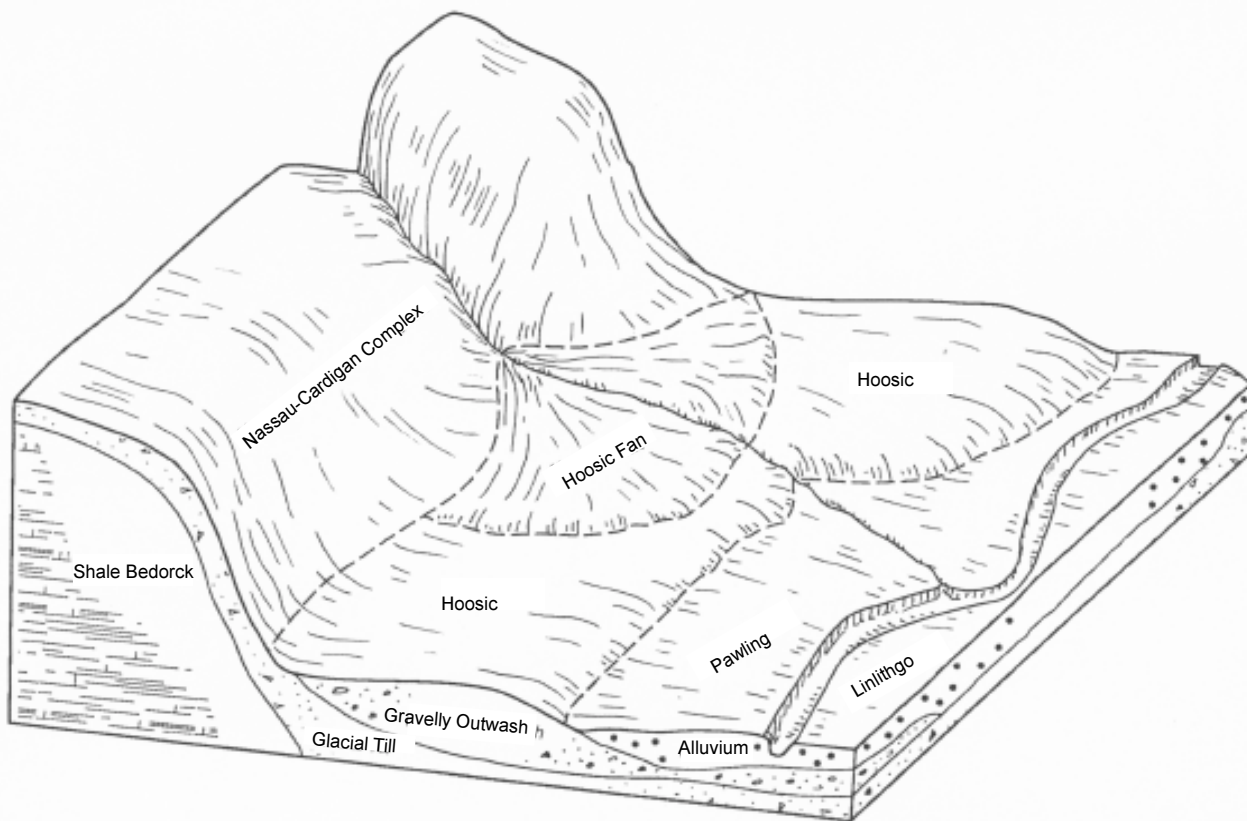 Nassau-Cardigan Complex
Hoosic
Hoosic Fan
Shale Bedorck
Hoosic
Pawling
Linlithgo
Gravelly Outwash
Glacial Till
Alluvium